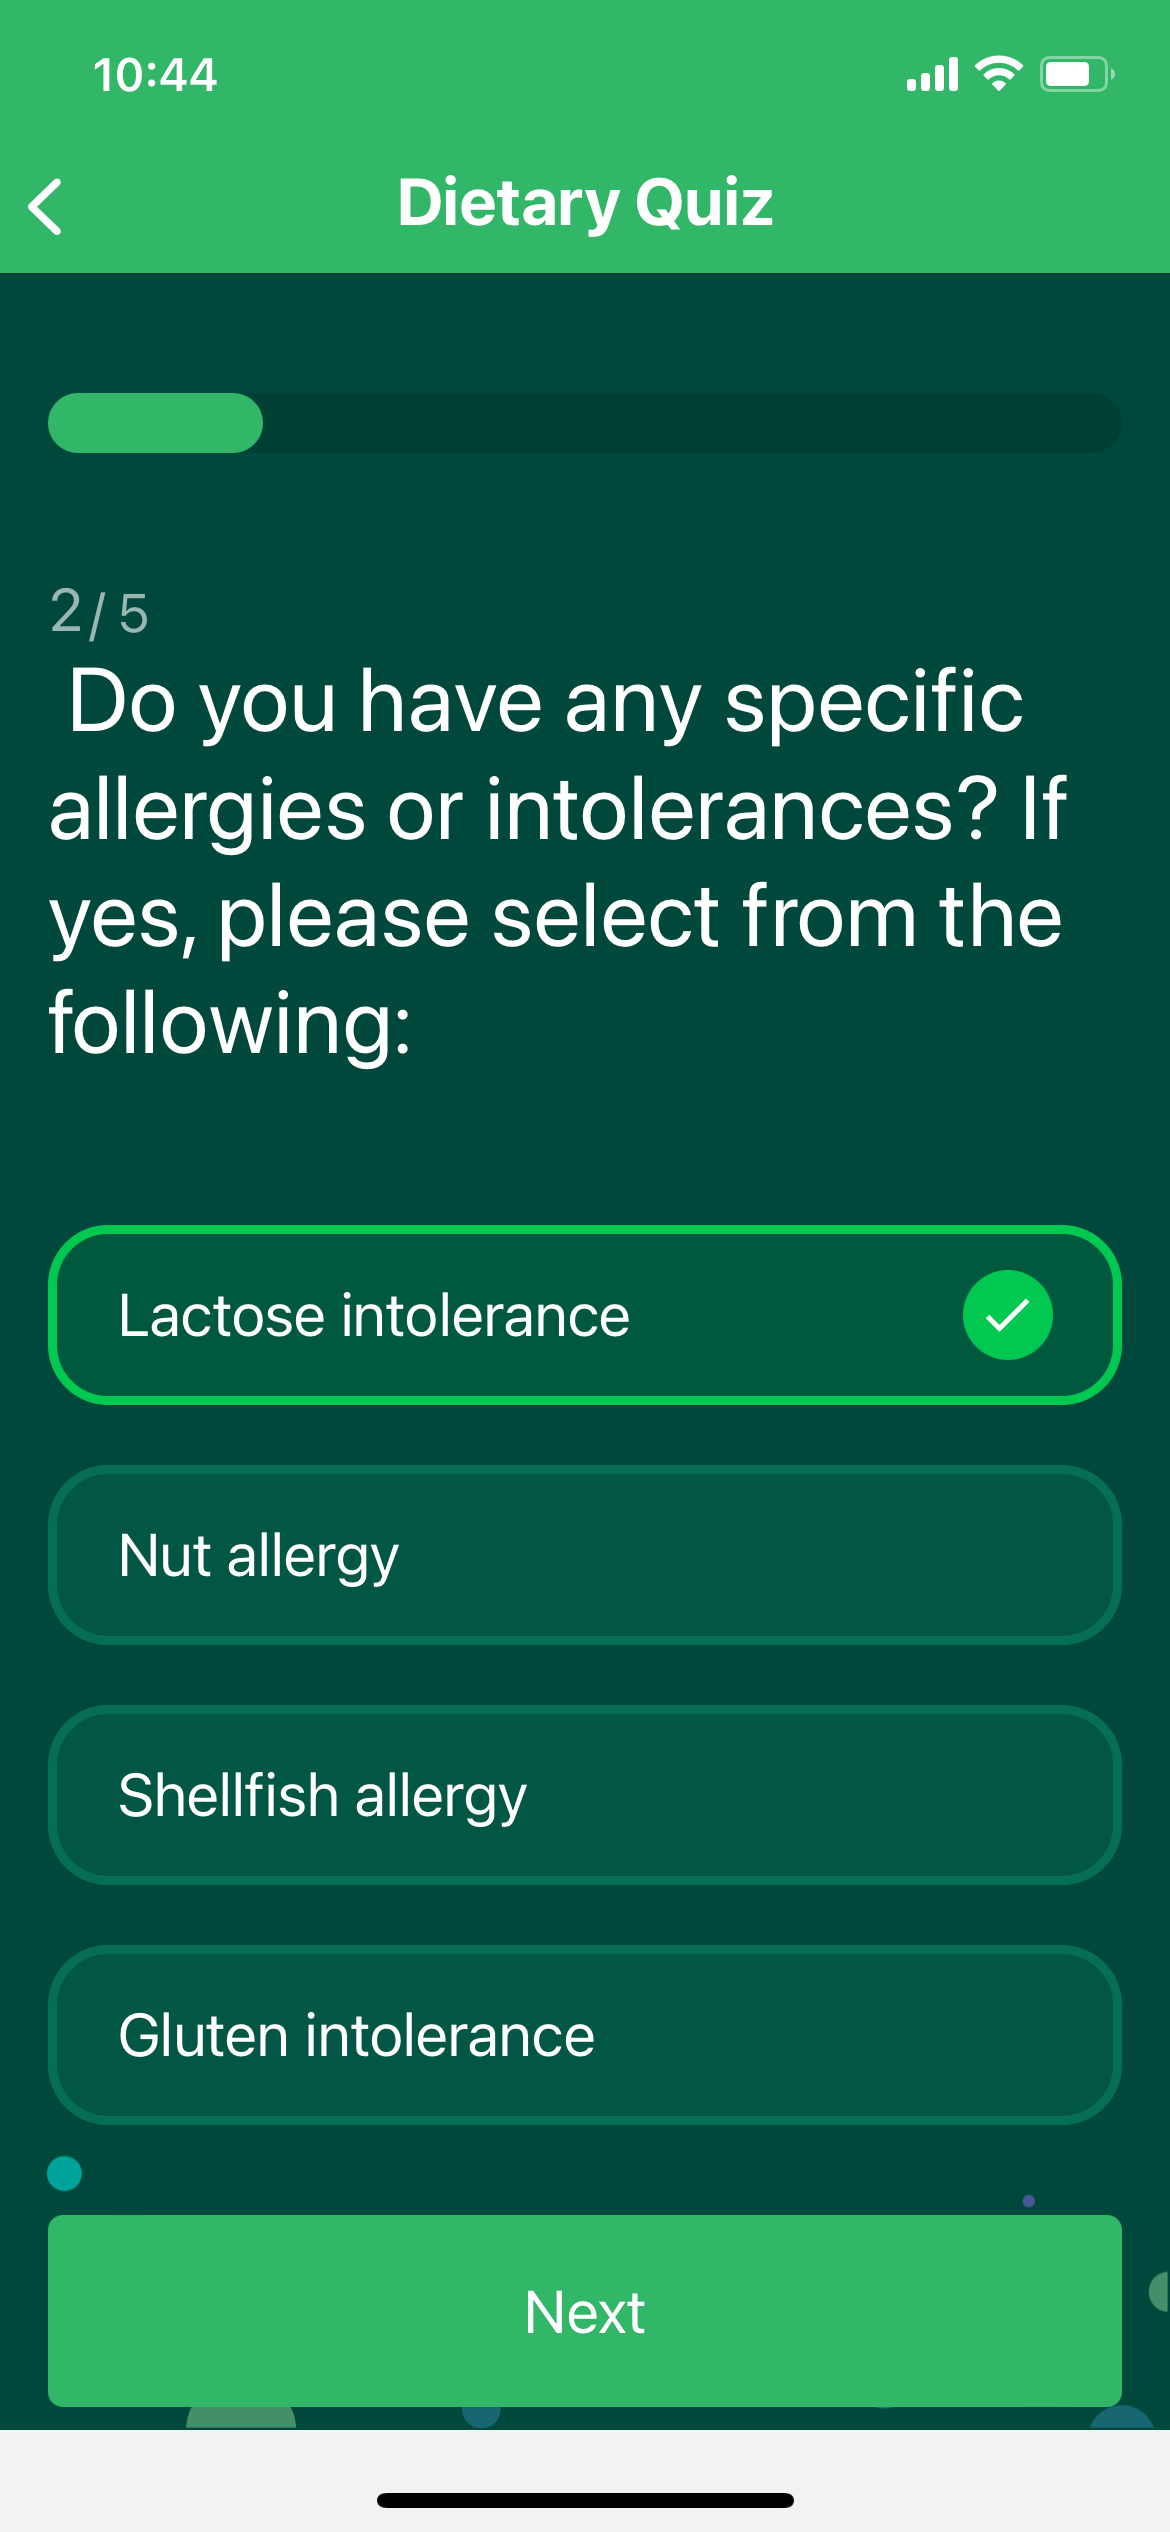 10:44
Dietary Quiz
2/5
Do you have any specific
allergies or intolerances? If
yes, please select from the
following:
Lactose intolerance
Nut allergy
Shellfish allergy
Gluten intolerance
Next